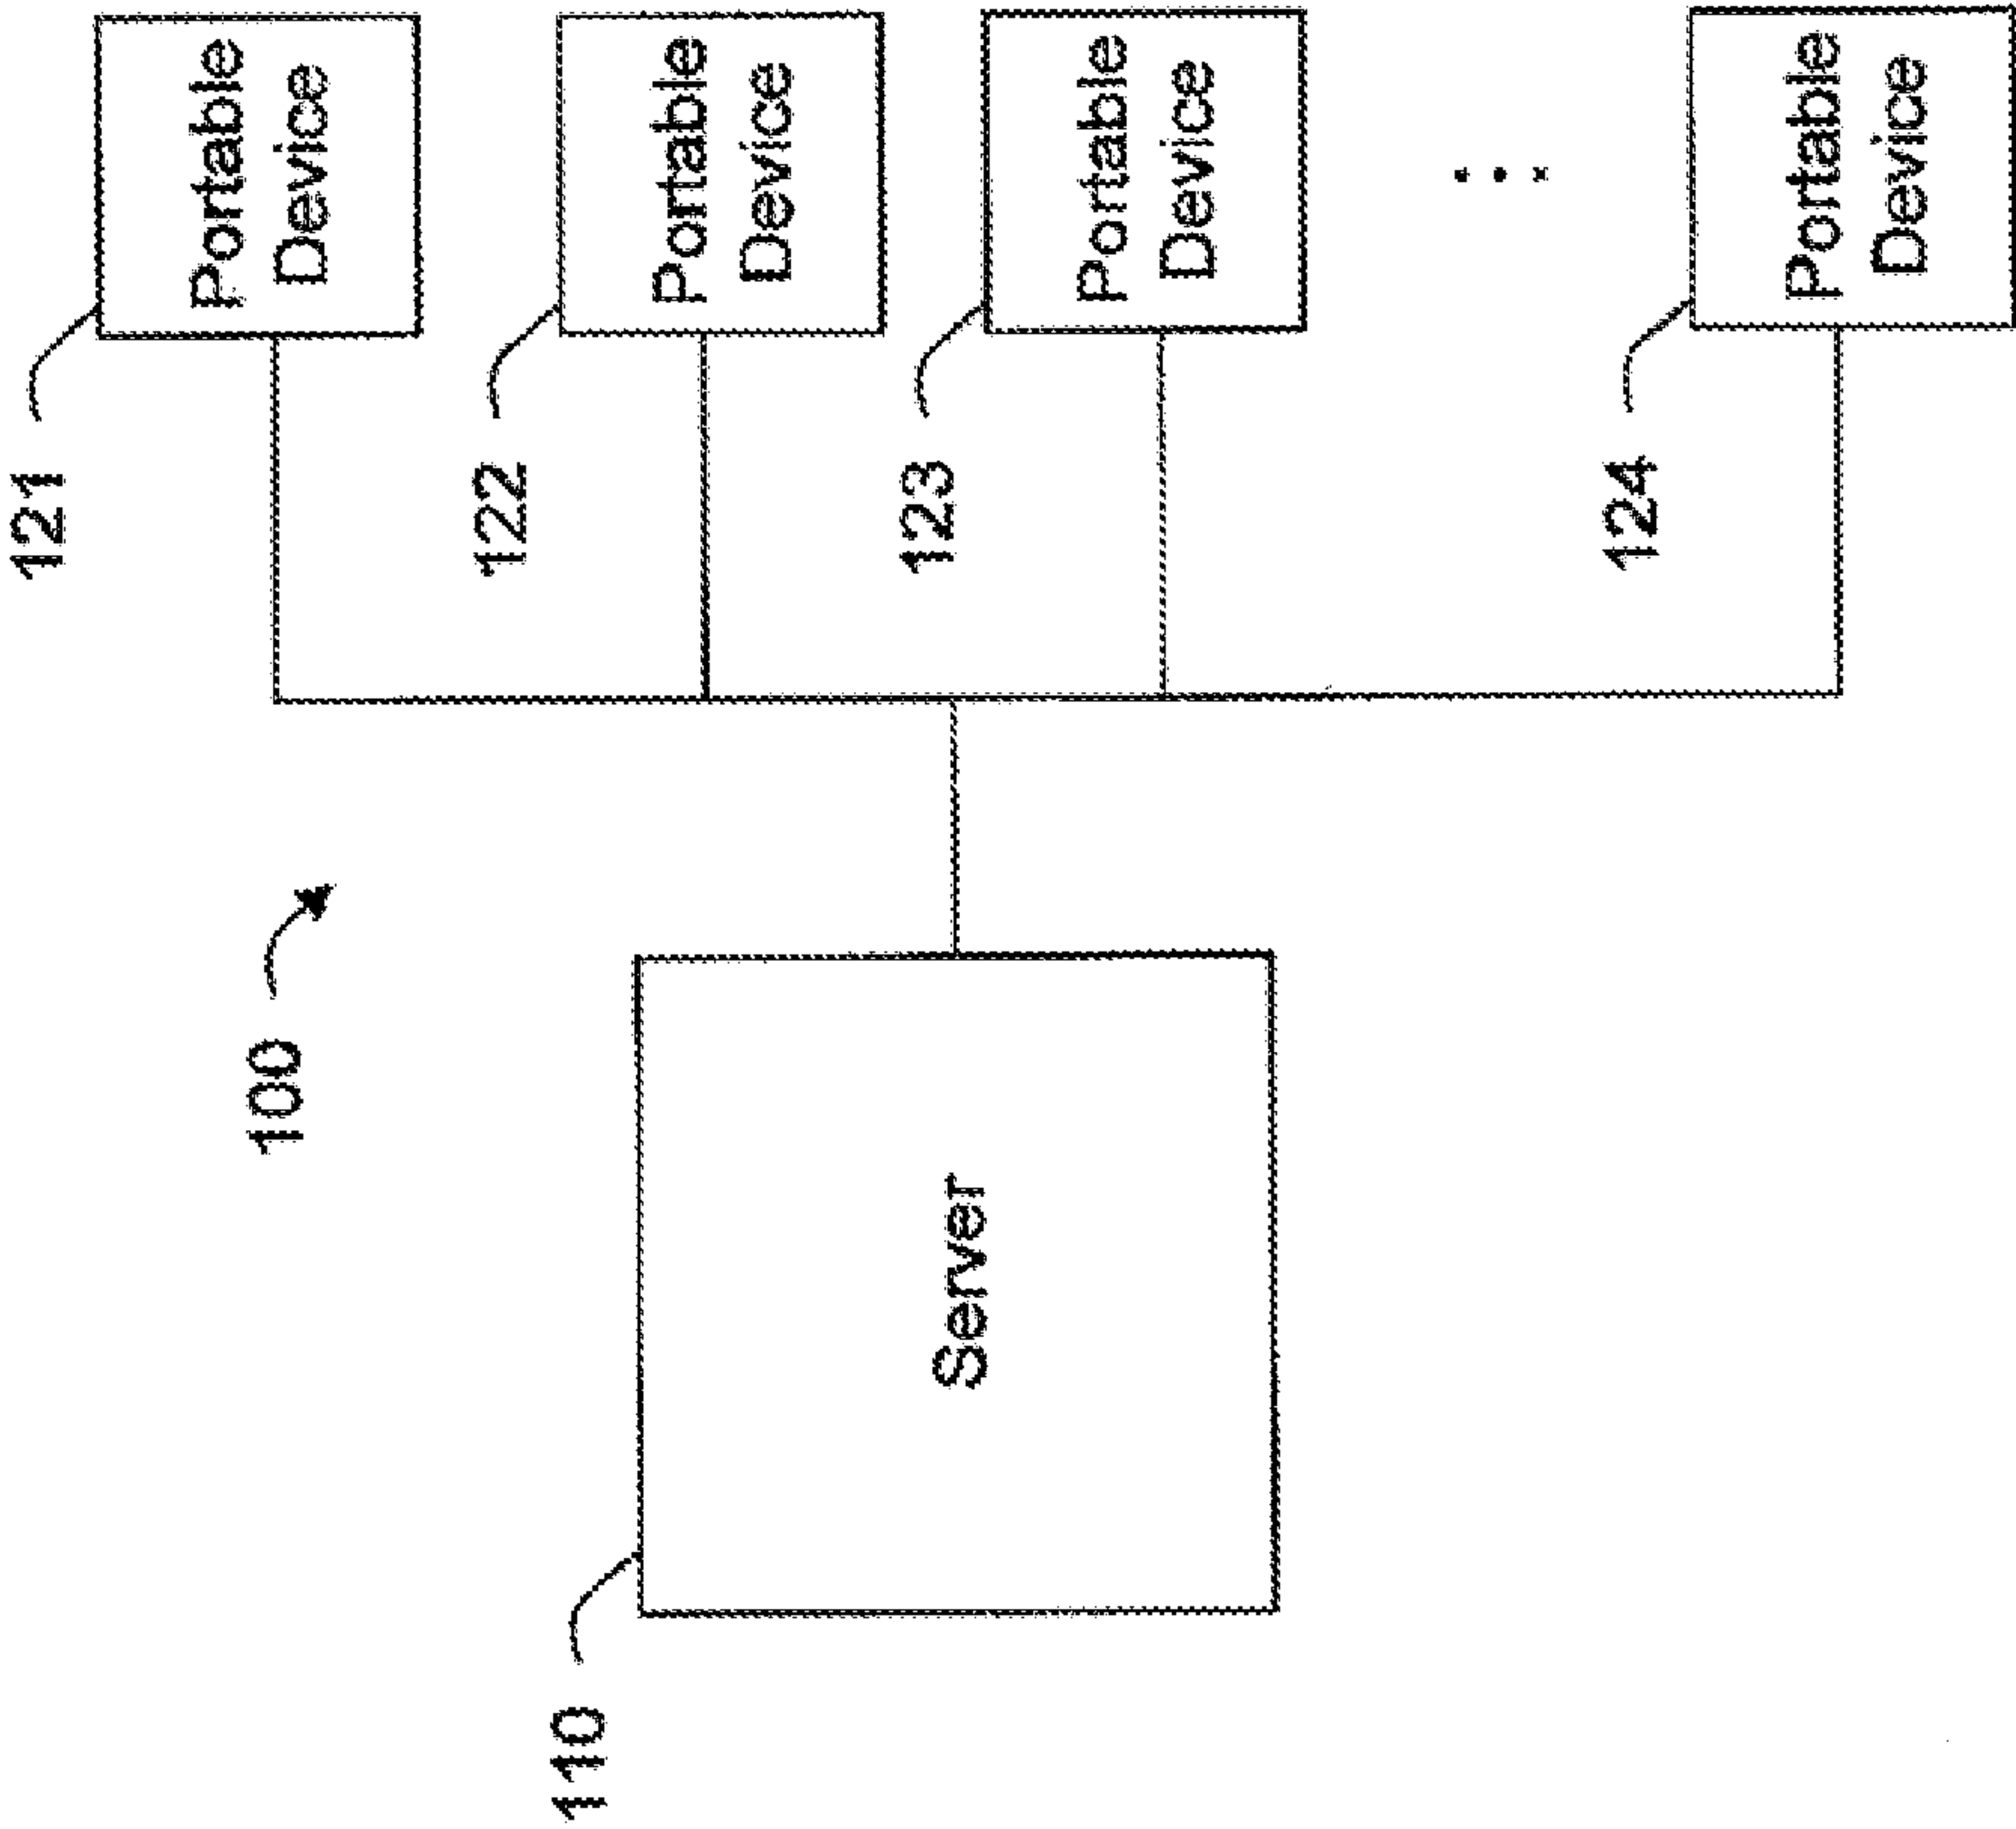 100
110
Server
121
Portable
Device
122
Portable
Device
123
Portable
Device
...
124
Portable
Device